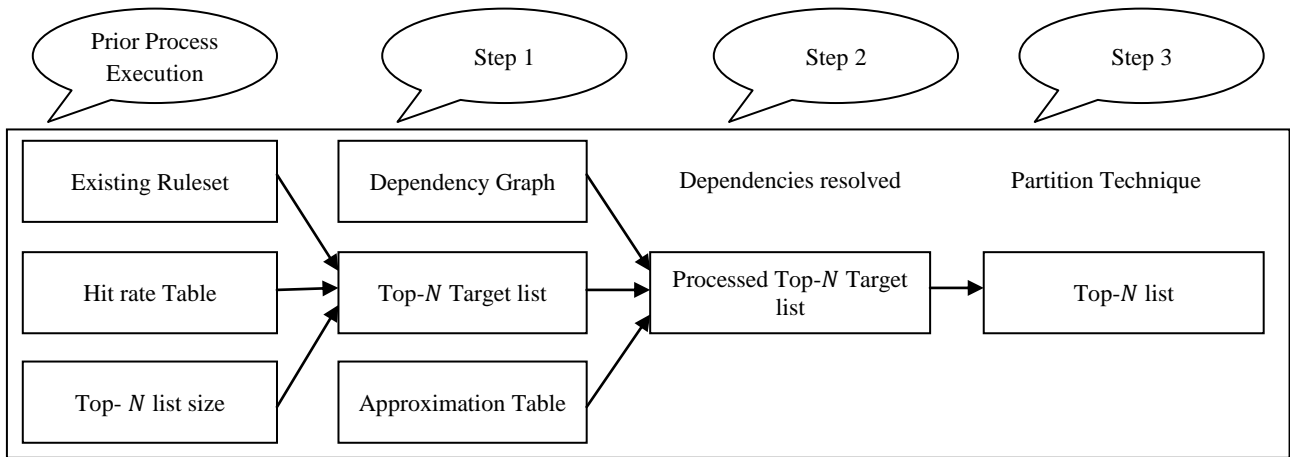 Prior Process
Execution
Step 1
Step 2
Step 3
Existing Ruleset
Dependency Graph
Dependencies resolved
Partition Technique
Hit rate Table
Top-N Target list
Processed Top-N Target
list
Top-N list
Top- N list size
Approximation Table